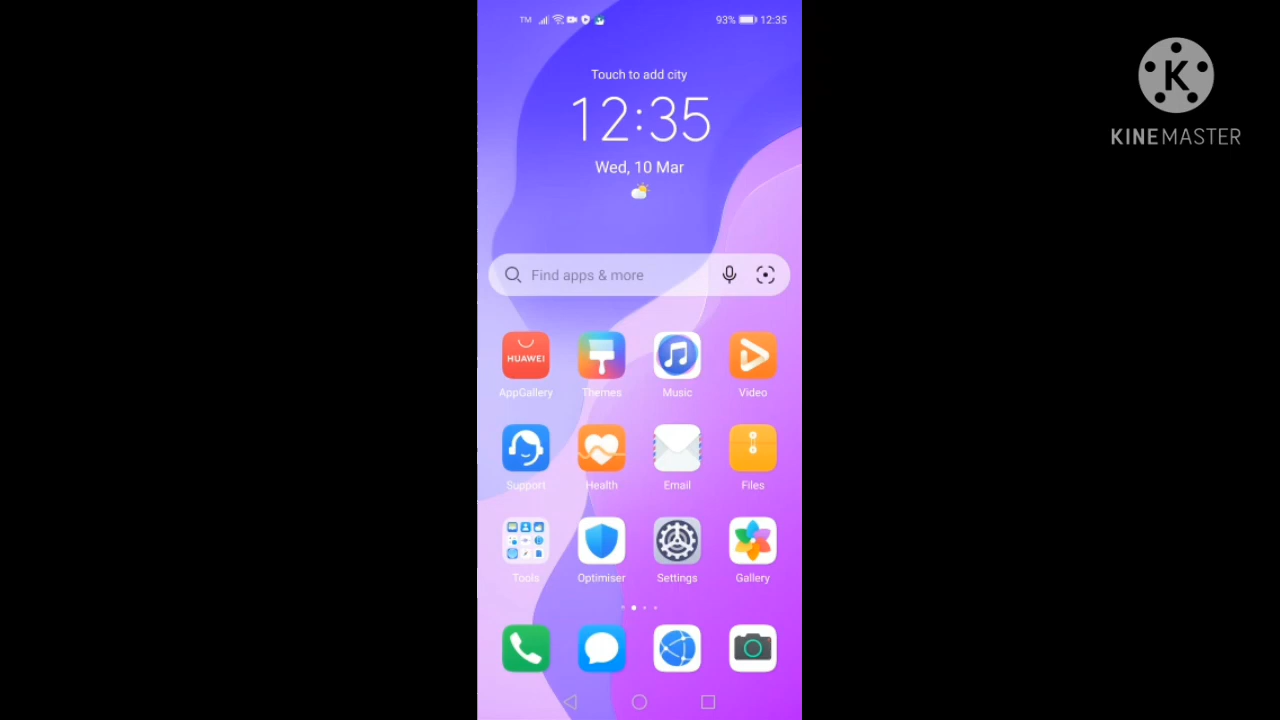 TM
93%
12:35
KINEMASTER
Touch to add city
12:35
Wed, 10 Mar
Find apps & more
HUAWEI
AppGallery
Themes
Music
Video
Support
Health
Email
Files
Tools
Optimiser
Settings
Gallery